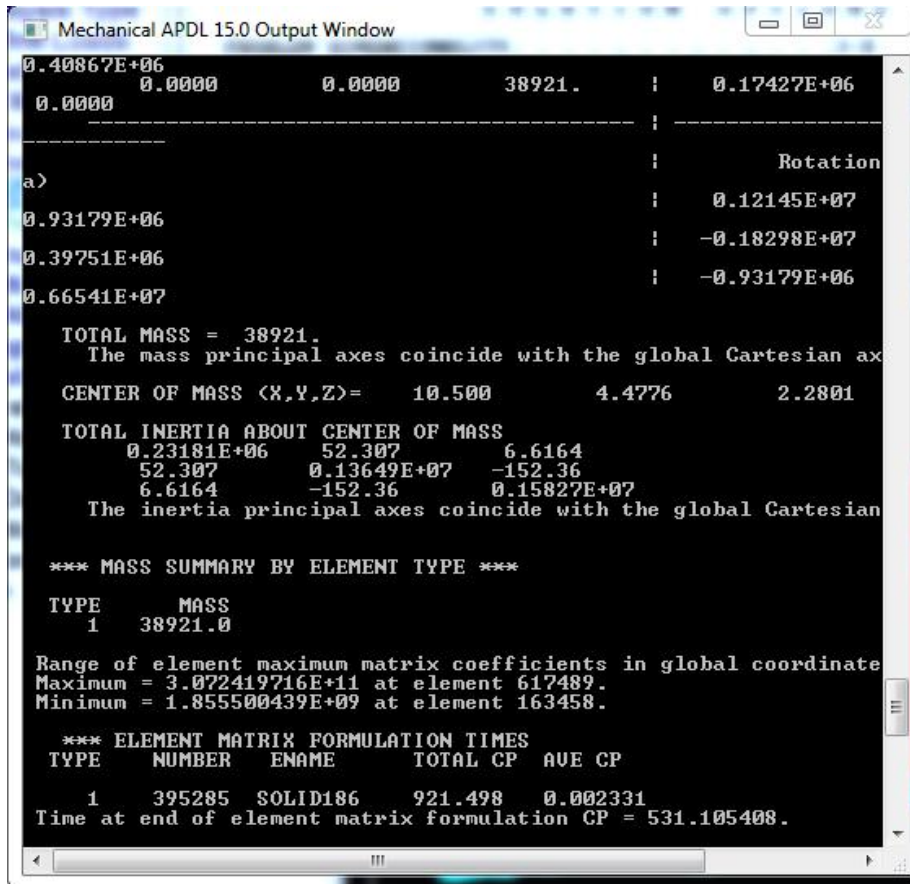 Mechanical APDL 15.0 Output Window
0.40867E+06
0.0000 0.0000 38921. ¦ 0.17427E+06
0.0000
------------------------------------------ ¦ ----------------
-----------
¦ Rotation
a>
¦ 0.12145E+07
0.93179E+06
¦ -0.18298E+07
0.39751E+06
¦ -0.93179E+06
0.66541E+07
TOTAL MASS = 38921.
The mass principal axes coincide with the global Cartesian ax
CENTER OF MASS (X,Y,Z)= 10.500 4.4776 2.2801
TOTAL INERTIA ABOUT CENTER OF MASS
0.23181E+06 52.307 6.6164
52.307 0.13649E+07 -152.36
6.6164 -152.36 0.15827E+07
The inertia principal axes coincide with the global Cartesian
*** MASS SUMMARY BY ELEMENT TYPE ***
TYPE MASS
1 38921.0
Range of element maximum matrix coefficients in global coordinate
Maximum = 3.072419716E+11 at element 617489.
Minimum = 1.855500439E+09 at element 163458.
*** ELEMENT MATRIX FORMULATION TIMES
TYPE NUMBER ENAME TOTAL CP AVE CP
1 395285 SOLID186 921.498 0.002331
Time at end of element matrix formulation CP = 531.105408.